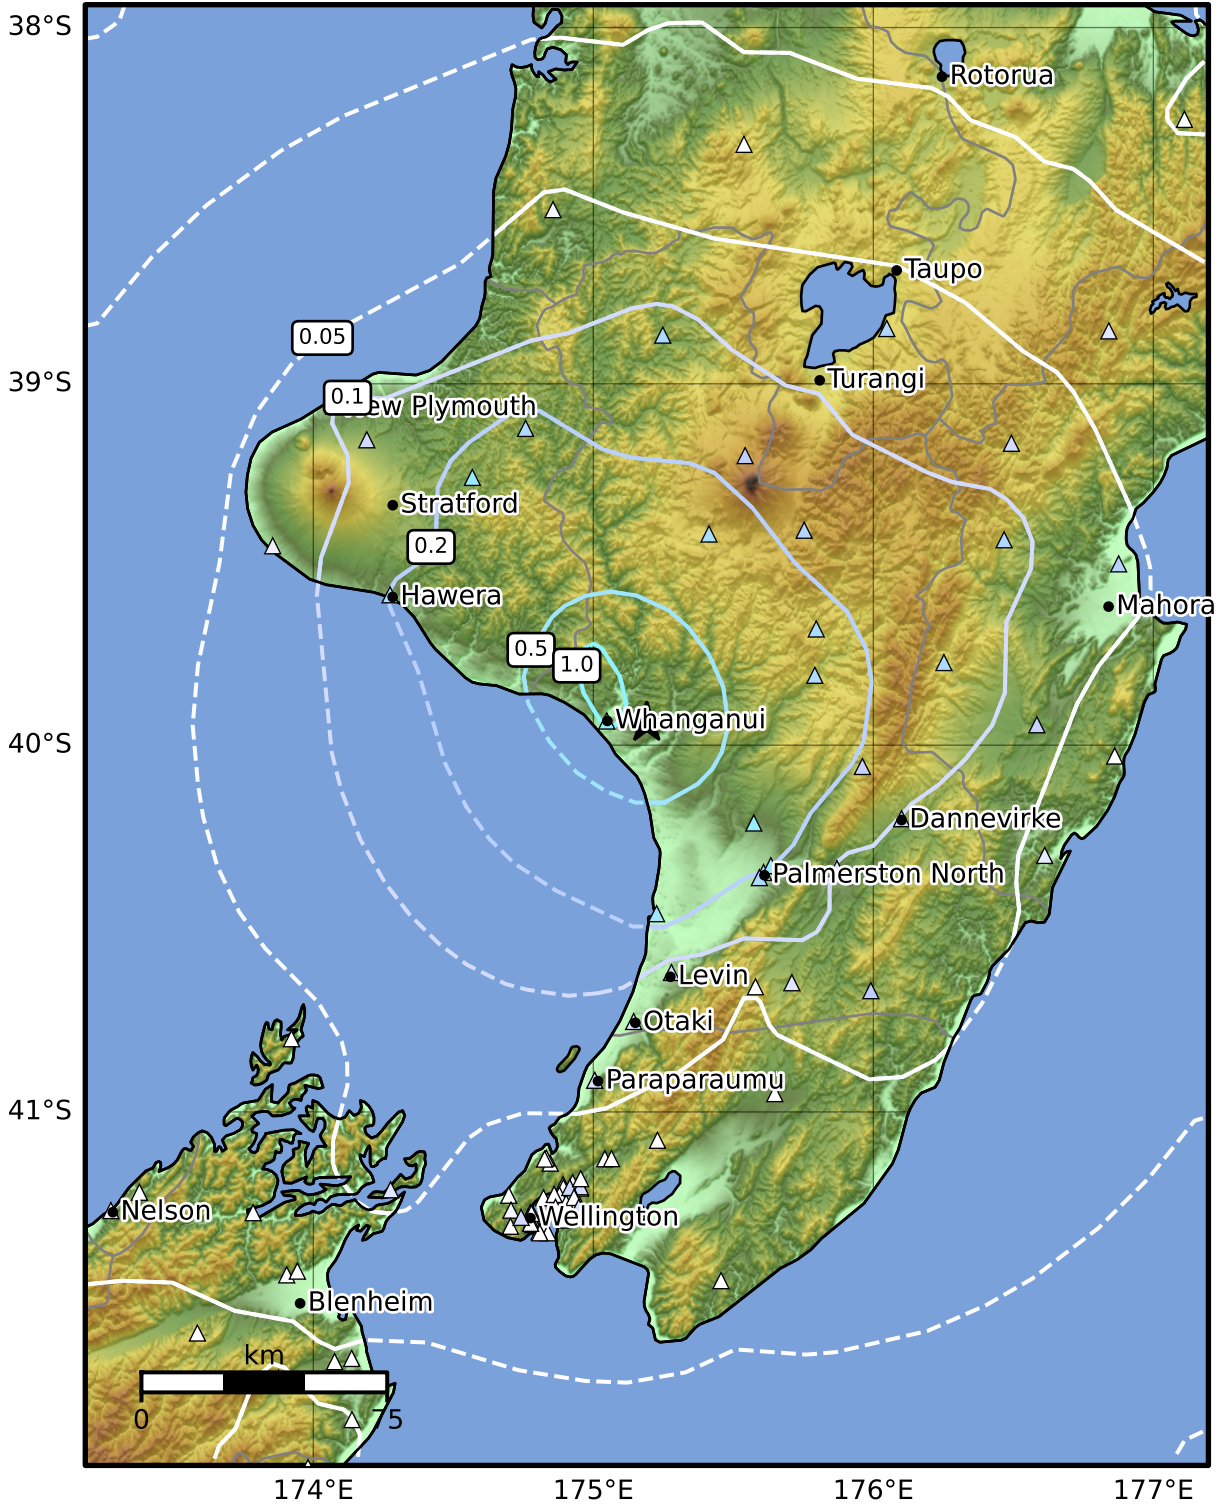 38°S
Rotorua
Taupo
0.05
39°S
Turangi
0.1
ew Plymouth
Stratford
0.2
Hawera
Mahora
0.5
1.0
Whanganui
40°S
Dannevirke
Palmerston North
Levin
Otaki
Paraparaumu
41°S
Nelson
Wellington
Blenheim
km
0
75
174°E
175°E
176°E
177°E